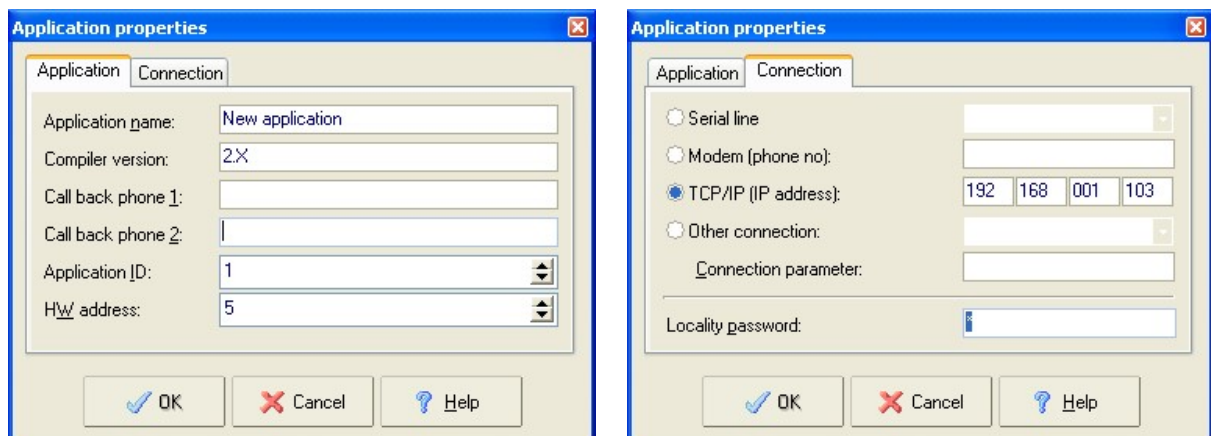 Application properties
Application Connection
Application name: New application
Compiler version: 2.X
Call back phone 1:
Call back phone 2:
Application ID: 1
HW address: 5
OK Cancel Help
Application properties
Application Connection
Serial line
Modem (phone no):
TCP/IP (IP address): 192 168 001 103
Other connection:
Connection parameter:
Locality password: *
OK Cancel Help